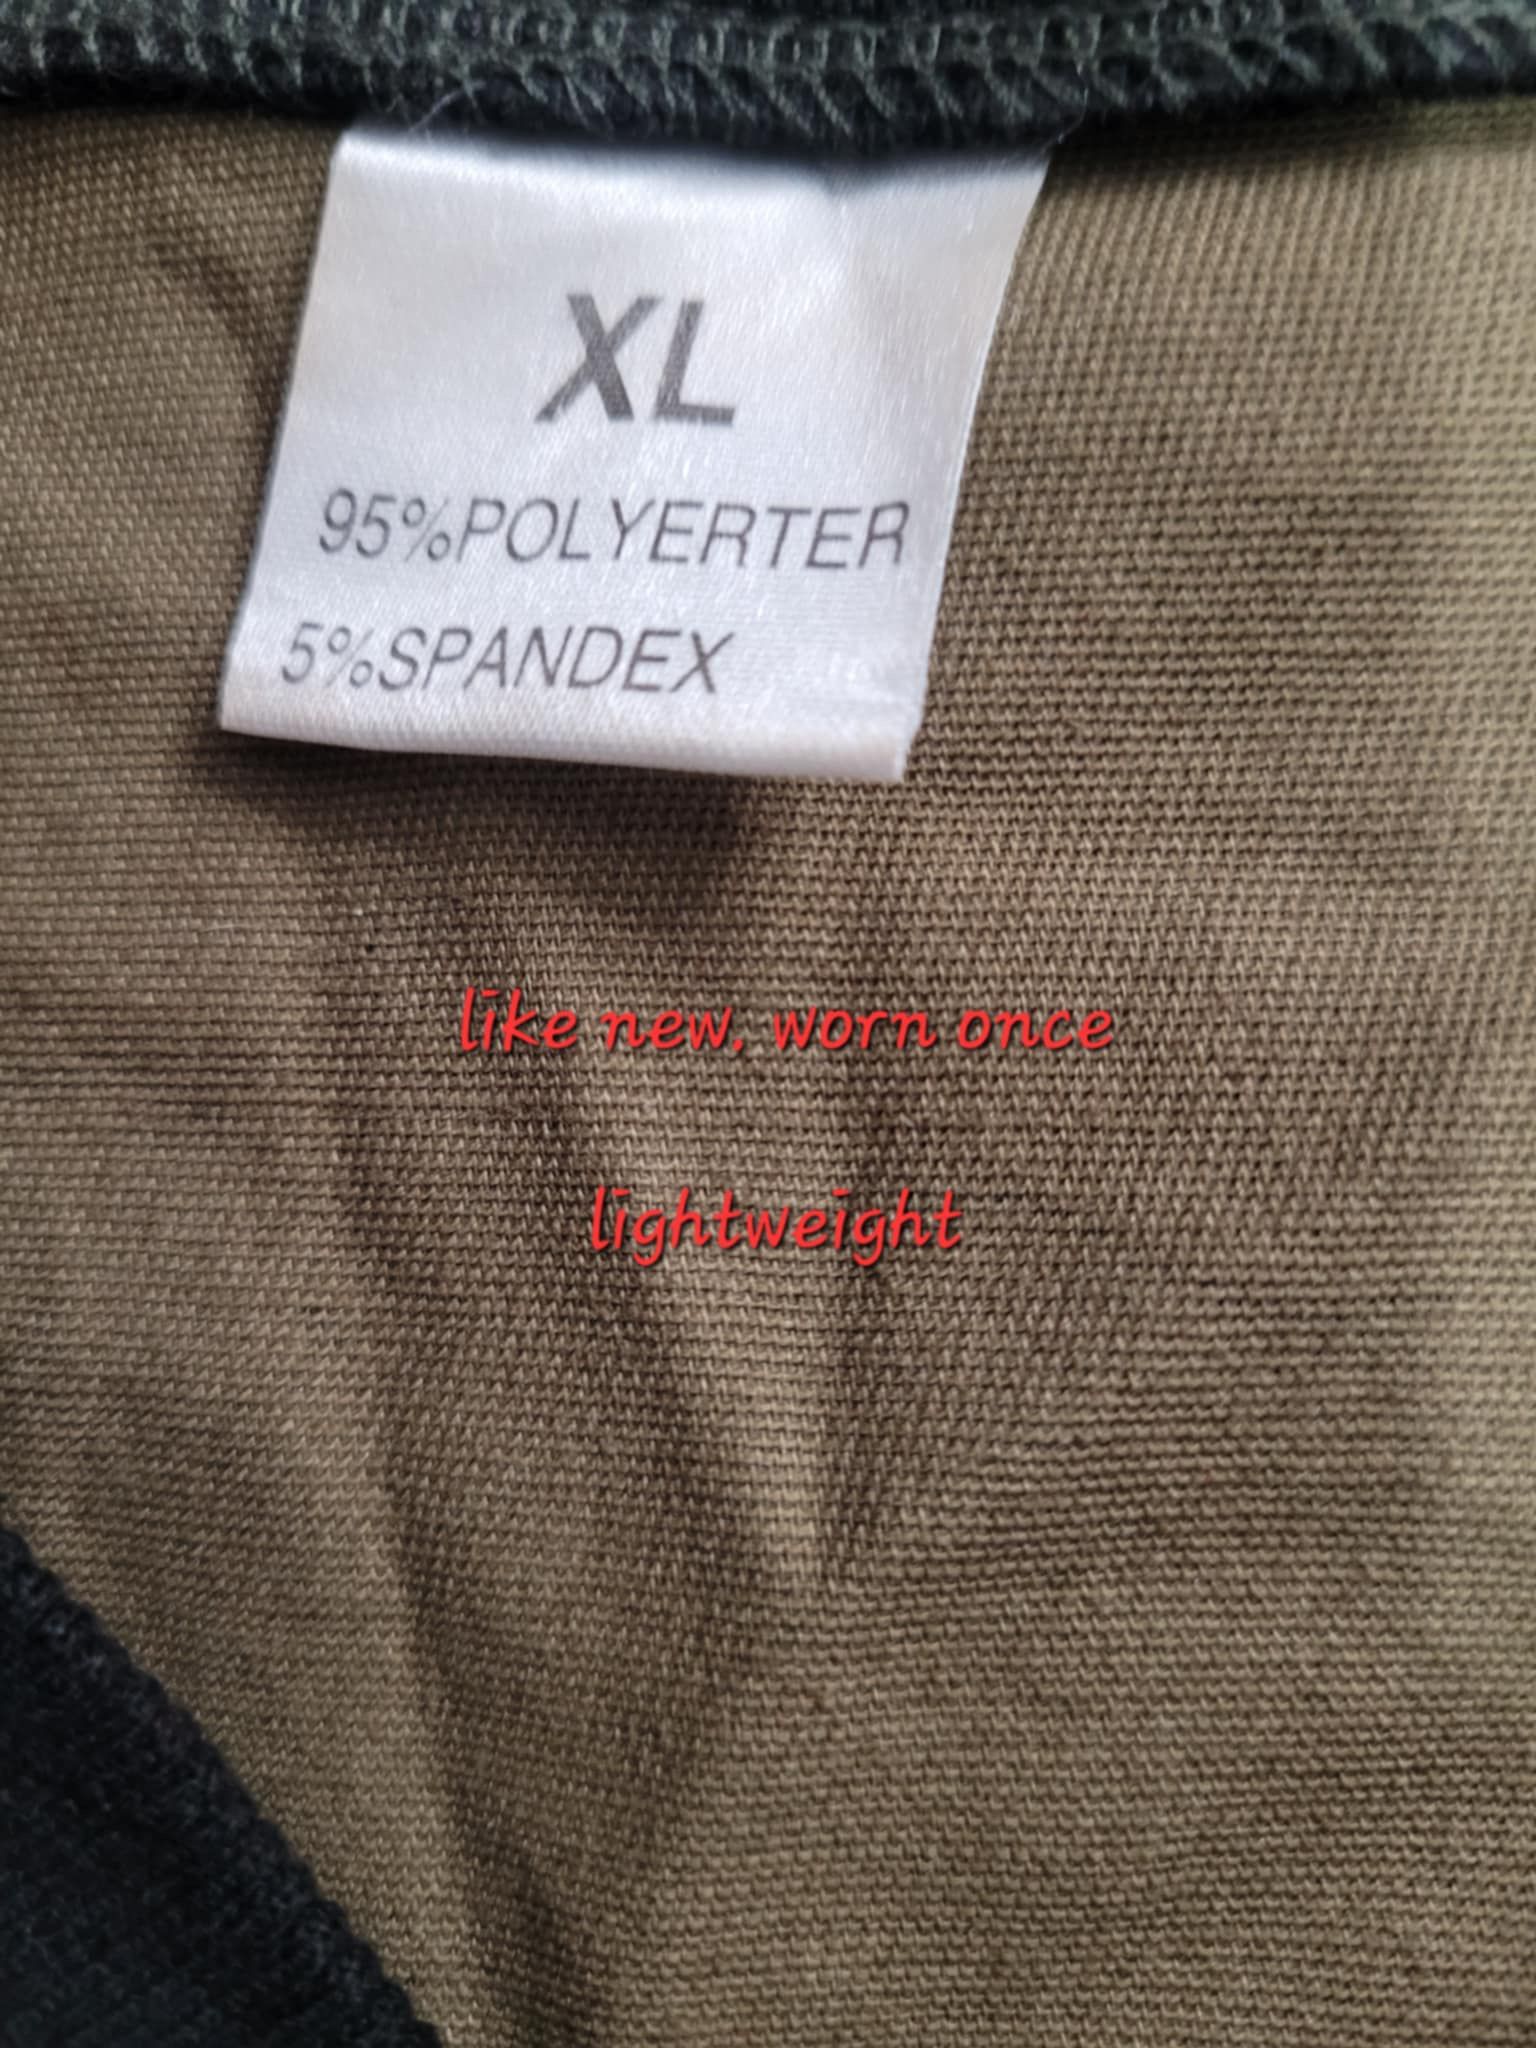 XL
95%POLYERTER
5%SPANDEX
like new. worn once
lightweight